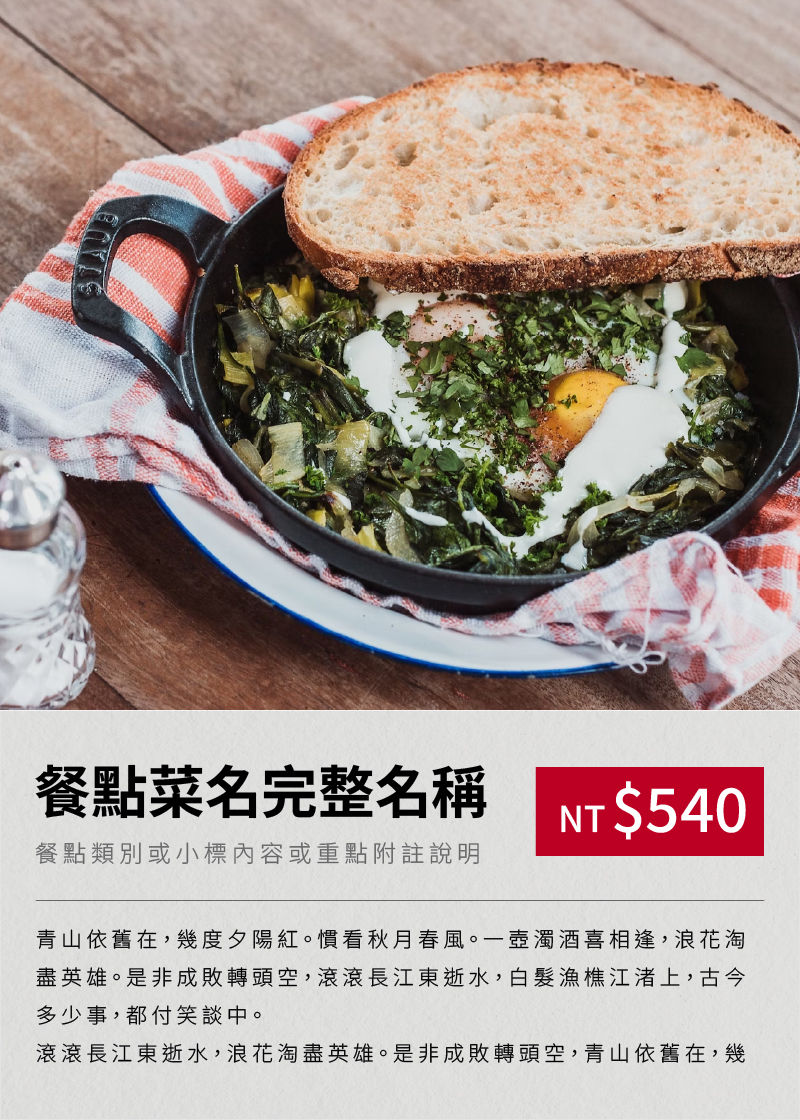 餐點菜名完整名稱
NT $540
餐點類別或小標內容或重點附註說明
青山依舊在，幾度夕陽紅。慣看秋月春風。一壺濁酒喜相逢，浪花淘
盡英雄。是非成敗轉頭空，滾滾長江東逝水，白髮漁樵江渚上，古今
多少事，都付笑談中。
滾滾長江東逝水，浪花淘盡英雄。是非成敗轉頭空，青山依舊在，幾